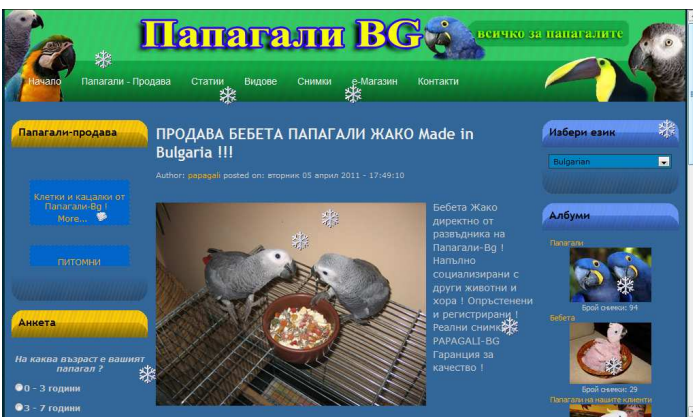 Папагали BG
всичко за папагалите
Начало
Папагали - Продава
Статии
Видове
Снимки
е-Магазин
Контакти
Папагали-продава
Клетки и кацалки от
Папагали-Bg !
More...
ПИТОМНИ
Анкета
На каква възраст е вашият
папагал ?
0 - 3 години
3 - 7 години
ПРОДАВА БЕБЕТА ПАПАГАЛИ ЖАКО Made in
Bulgaria !!!
Author: papagali posted on: вторник 05 април 2011 - 17:49:10
Бебета Жако
директно от
развъдника на
Папагали-Bg !
Напълно
социализирани с
други животни и
хора ! Опръстенени
и регистрирани !
Реални снимки
PAPAGALI-BG
Гаранция за
качество !
Избери език
Bulgarian
Албуми
Папагали
Брой снимки: 94
Бебета
Брой снимки: 29
Папагали на нашите клиенти